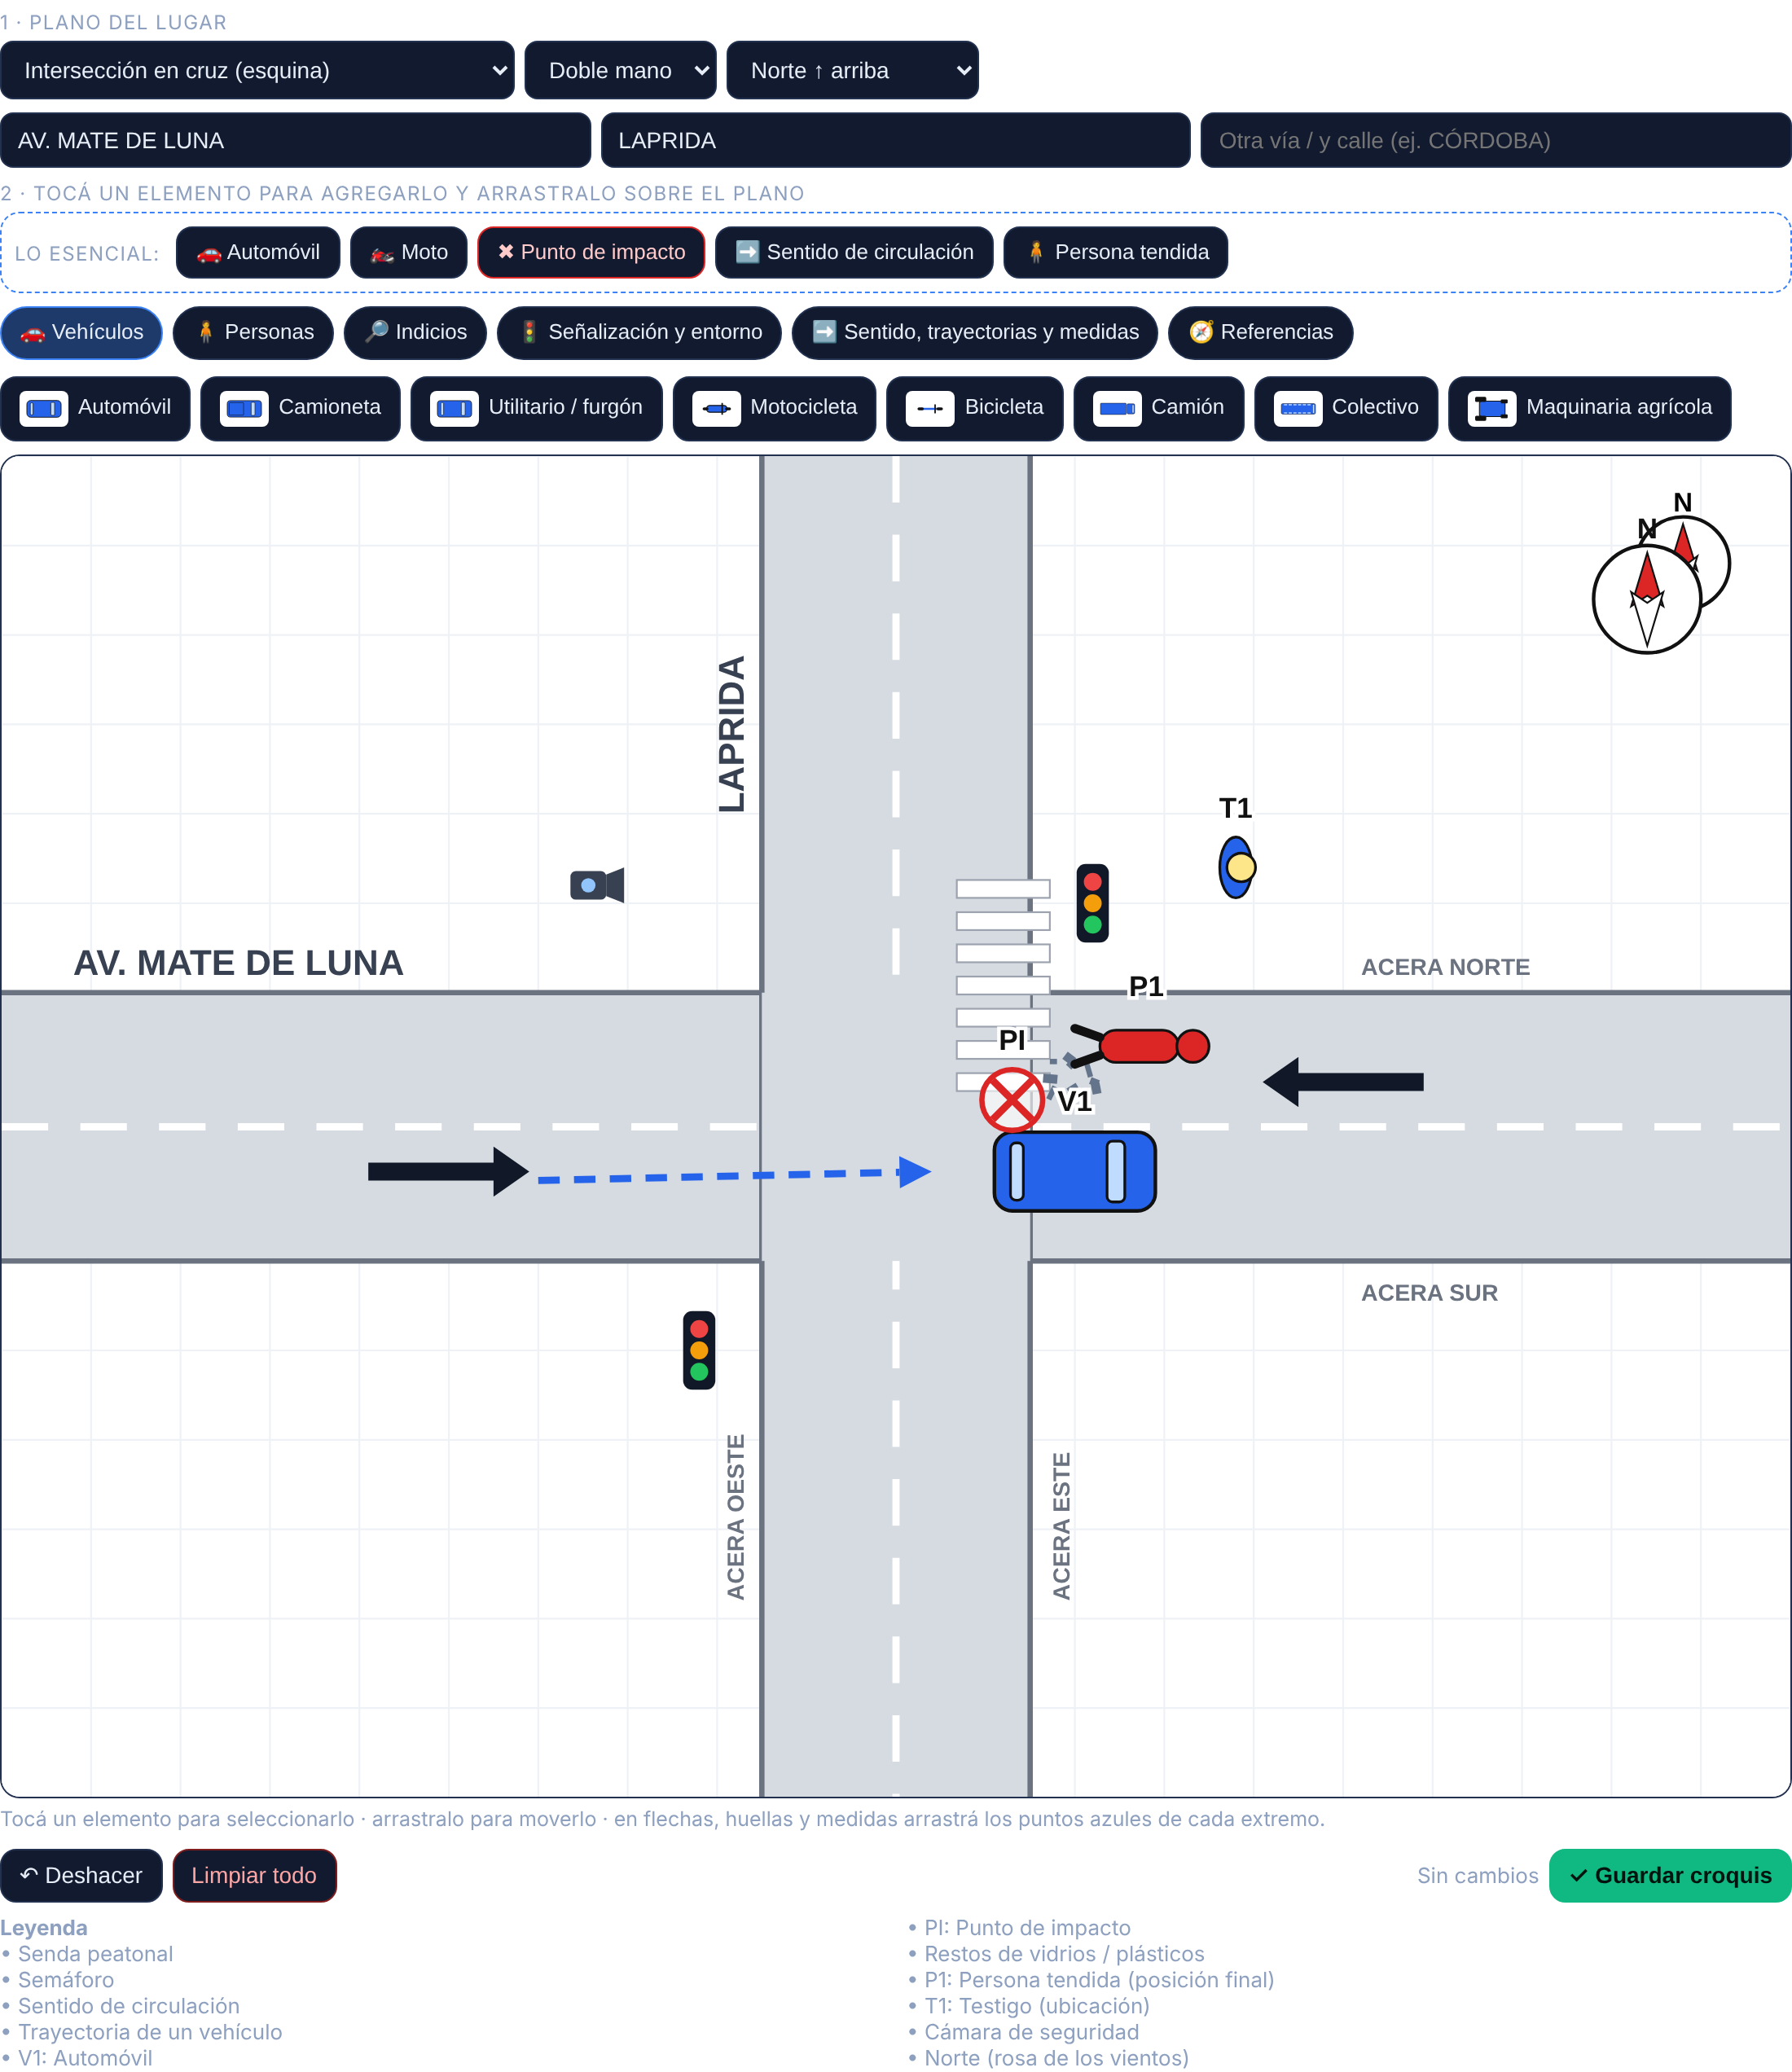 1 · PLANO DEL LUGAR
Intersección en cruz (esquina)
Doble mano
Norte ↑ arriba
AV. MATE DE LUNA
LAPRIDA
Otra vía / y calle (ej. CÓRDOBA)
2 · TOCÁ UN ELEMENTO PARA AGREGARLO Y ARRASTRALO SOBRE EL PLANO
LO ESENCIAL:
Automóvil
Moto
✖ Punto de impacto
Sentido de circulación
Persona tendida
Vehículos
Personas
Indicios
Señalización y entorno
Sentido, trayectorias y medidas
Referencias
Automóvil
Camioneta
Utilitario / furgón
Motocicleta
Bicicleta
Camión
Colectivo
Maquinaria agrícola
N
N
LAPRIDA
T1
AV. MATE DE LUNA
ACERA NORTE
P1
PI
V1
ACERA SUR
ACERA OESTE
ACERA ESTE
Tocá un elemento para seleccionarlo · arrastralo para moverlo · en flechas, huellas y medidas arrastrá los puntos azules de cada extremo.
↶ Deshacer
Limpiar todo
Sin cambios
✓ Guardar croquis
Leyenda
• Senda peatonal
• Semáforo
• Sentido de circulación
• Trayectoria de un vehículo
• V1: Automóvil
• PI: Punto de impacto
• Restos de vidrios / plásticos
• P1: Persona tendida (posición final)
• T1: Testigo (ubicación)
• Cámara de seguridad
• Norte (rosa de los vientos)